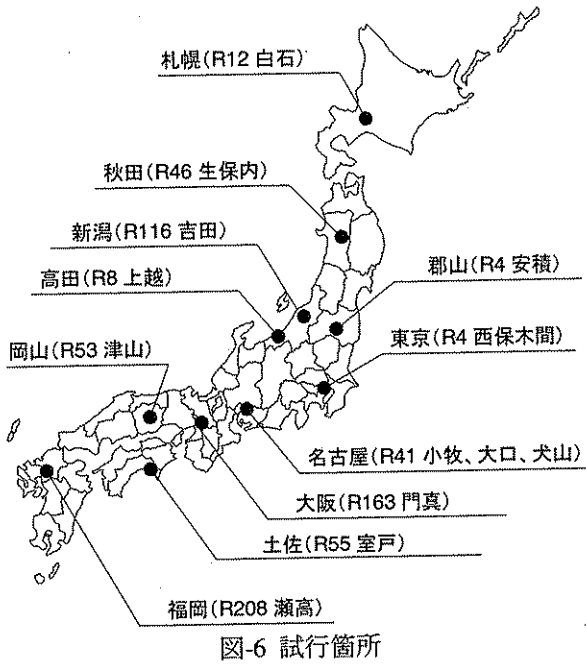 札幌(R12 白石)
秋田(R46 生保内)
新潟(R116 吉田)
高田(R8 上越)
郡山(R4 安積)
岡山(R53 津山)
東京(R4 西保木間)
名古屋(R41 小牧、大口、犬山)
大阪(R163 門真)
土佐(R55 室戸)
福岡(R208 瀬高)
図-6 試行箇所